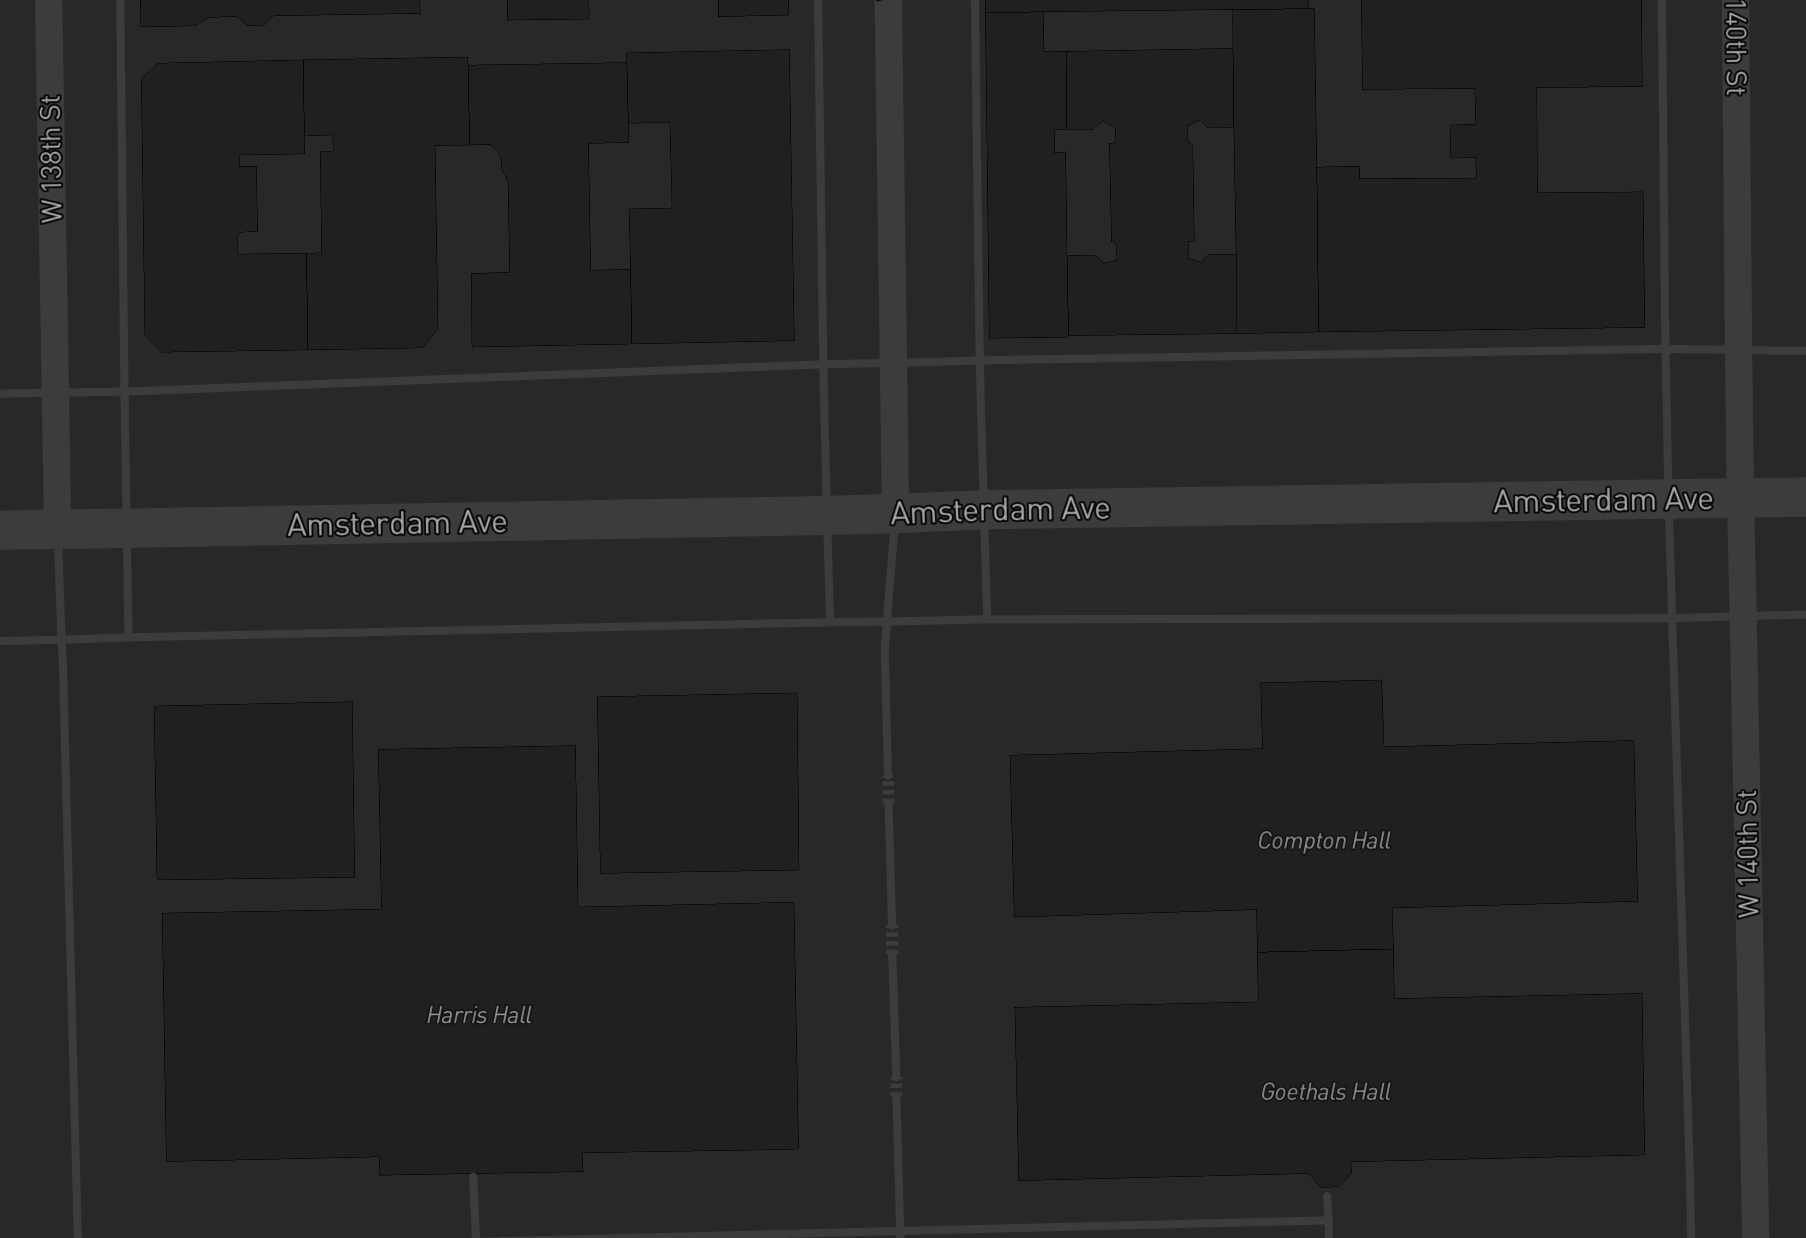 140th St
W 138th St
Amsterdam Ave
Amsterdam Ave
Amsterdam Ave
Compton Hall
W 140th St
Harris Hall
Goethals Hall